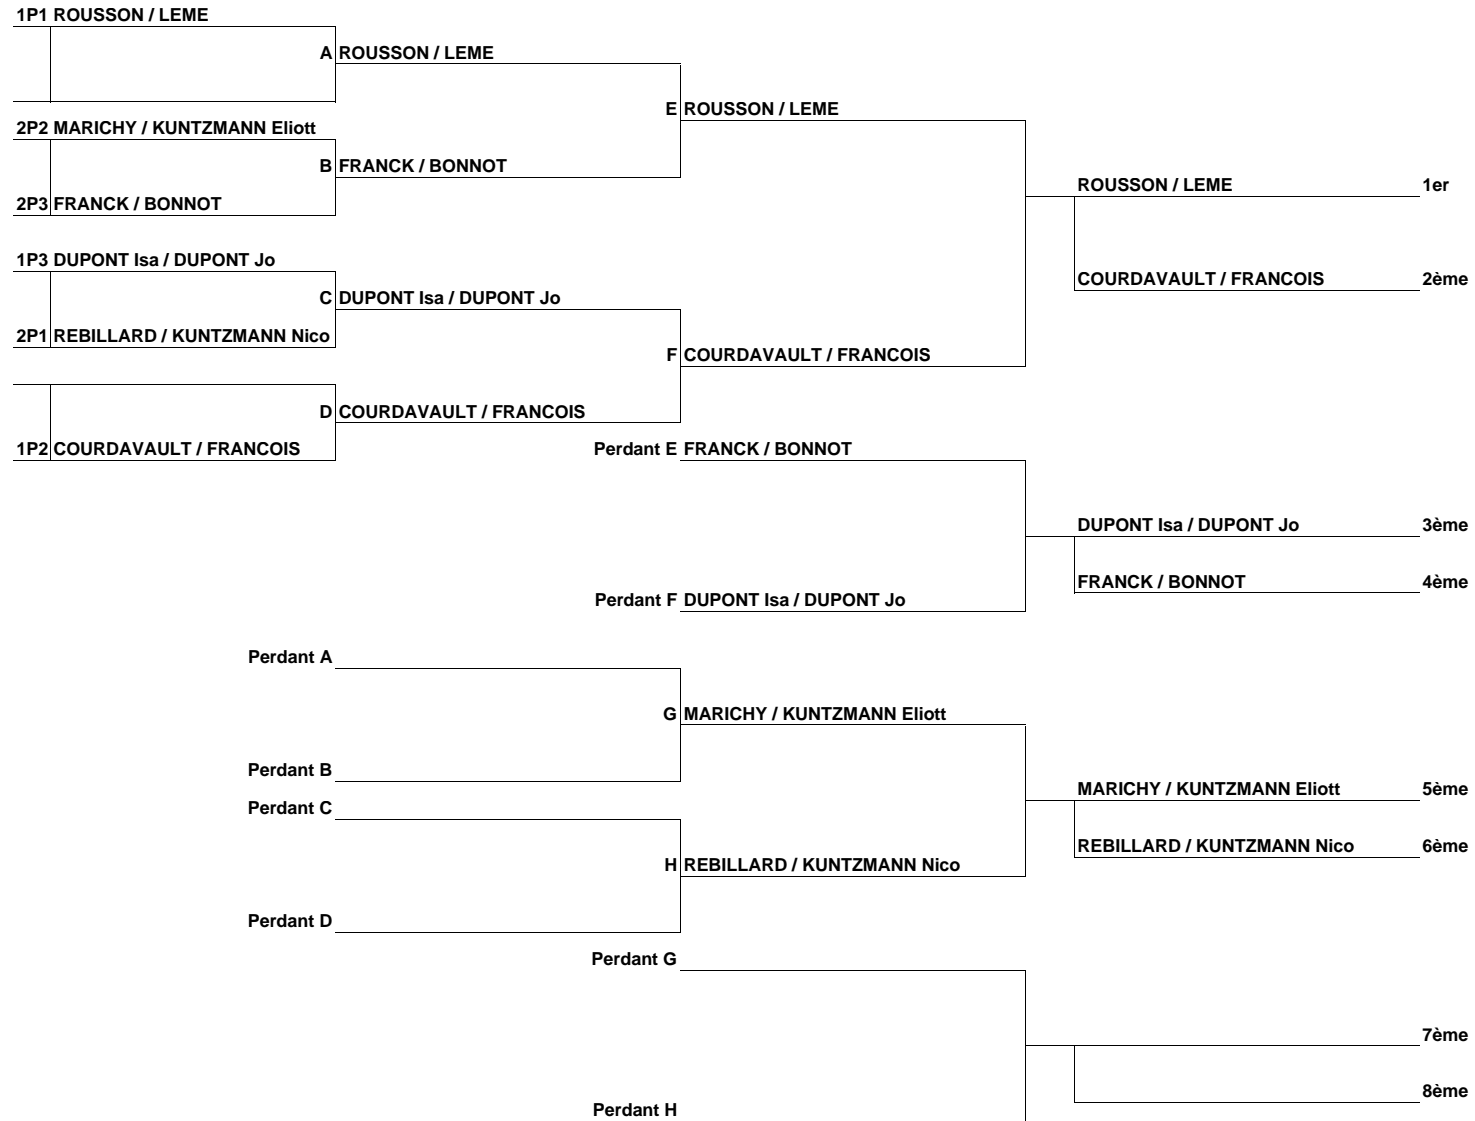 1P1 ROUSSON / LEME
A ROUSSON / LEME
E ROUSSON / LEME
2P2 MARICHY / KUNTZMANN Eliott
B FRANCK / BONNOT
ROUSSON / LEME 1er
2P3 FRANCK / BONNOT
1P3 DUPONT Isa / DUPONT Jo
COURDAVAULT / FRANCOIS 2ème
C DUPONT Isa / DUPONT Jo
2P1 REBILLARD / KUNTZMANN Nico
F COURDAVAULT / FRANCOIS
D COURDAVAULT / FRANCOIS
1P2 COURDAVAULT / FRANCOIS
Perdant E FRANCK / BONNOT
DUPONT Isa / DUPONT Jo 3ème
FRANCK / BONNOT 4ème
Perdant F DUPONT Isa / DUPONT Jo
Perdant A
G MARICHY / KUNTZMANN Eliott
Perdant B
MARICHY / KUNTZMANN Eliott 5ème
Perdant C
REBILLARD / KUNTZMANN Nico 6ème
H REBILLARD / KUNTZMANN Nico
Perdant D
Perdant G
7ème
8ème
Perdant H